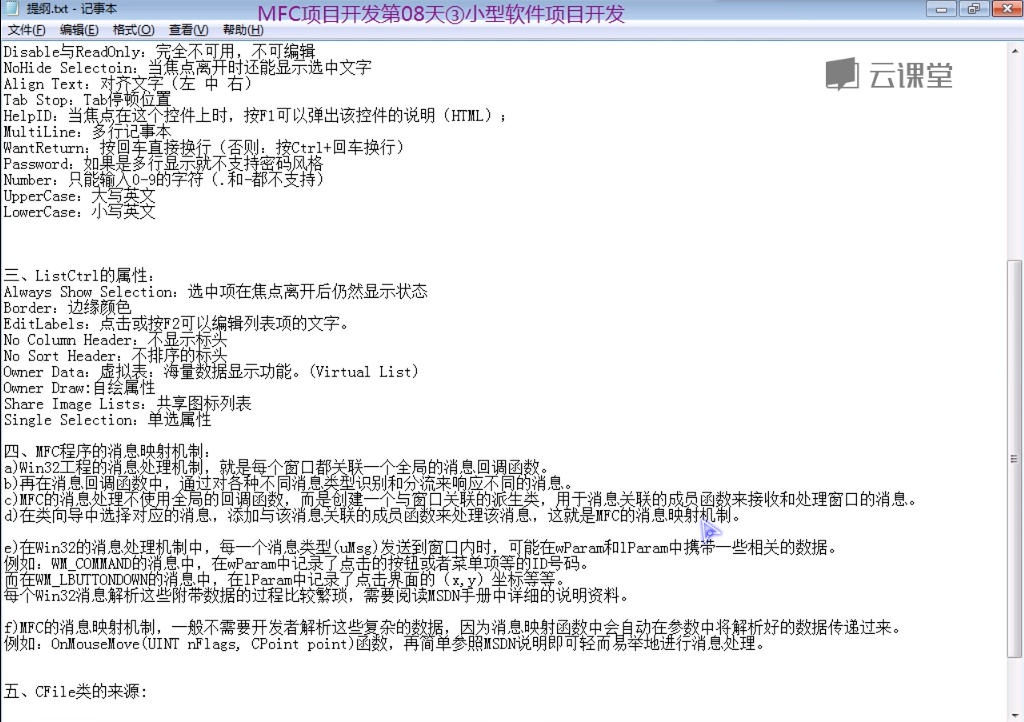 提纲.txt - 记事本
MFC项目开发第08天③小型软件项目开发
文件(F) 编辑(E) 格式(O) 查看(V) 帮助(H)
云课堂
Disable与ReadOnly: 完全不可用, 不可编辑
NoHide Selectoin: 当焦点离开时还能显示选中文字
Align Text: 对齐文字（左 中 右）
Tab Stop: Tab停顿位置
HelpID: 当焦点在这个控件上时, 按F1可以弹出该控件的说明（HTML）;
MultiLine: 多行记事本
WantReturn: 按回车直接换行（否则: 按Ctrl+回车换行）
Password: 如果是多行显示就不支持密码风格
Number: 只能输入0-9的字符（.和-都不支持）
UpperCase: 大写英文
LowerCase: 小写英文
三、ListCtrl的属性:
Always Show Selection: 选中项在焦点离开后仍然显示状态
Border: 边缘颜色
EditLabels: 点击或按F2可以编辑列表项的文字。
No Column Header: 不显示标头
No Sort Header: 不排序的标头
Owner Data: 虚拟表: 海量数据显示功能。(Virtual List)
Owner Draw:自绘属性
Share Image Lists: 共享图标列表
Single Selection: 单选属性
四、MFC程序的消息映射机制:
a)Win32工程的消息处理机制, 就是每个窗口都关联一个全局的消息回调函数。
b)再在消息回调函数中, 通过对各种不同消息类型识别和分流来响应不同的消息。
c)MFC的消息处理不使用全局的回调函数, 而是创建一个与窗口关联的派生类, 用于消息关联的成员函数来接收和处理窗口的消息。
d)在类向导中选择对应的消息, 添加与该消息关联的成员函数来处理该消息, 这就是MFC的消息映射机制。
e)在Win32的消息处理机制中, 每一个消息类型(uMsg)发送到窗口内时, 可能在wParam和lParam中携带一些相关的数据。
例如: WM_COMMAND的消息中, 在wParam中记录了点击的按钮或者菜单项等的ID号码。
而在WM_LBUTTONDOWN的消息中, 在lParam中记录了点击界面的（x,y）坐标等等。
每个Win32消息解析这些附带数据的过程比较繁琐, 需要阅读MSDN手册中详细的说明资料。
f)MFC的消息映射机制, 一般不需要开发者解析这些复杂的数据, 因为消息映射函数中会自动在参数中将解析好的数据传递过来。
例如: OnMouseMove(UINT nFlags, CPoint point)函数, 再简单参照MSDN说明即可轻而易举地进行消息处理。
五、CFile类的来源: